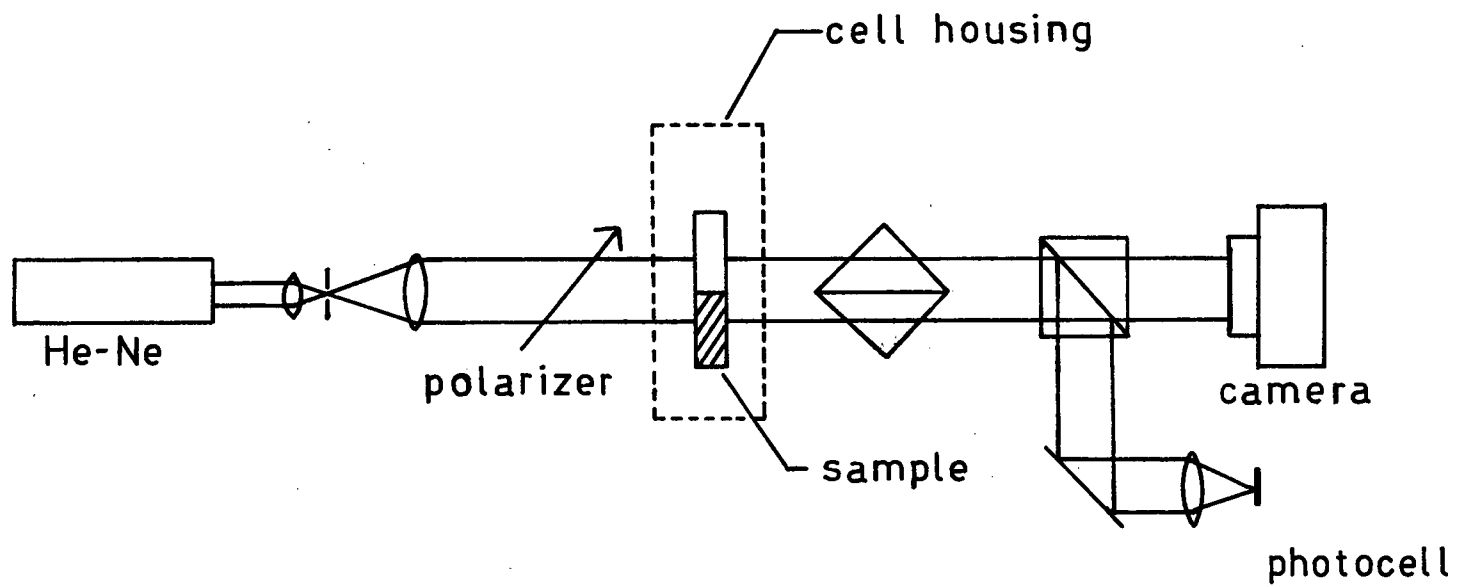 cell housing
He-Ne
polarizer
camera
sample
photocell